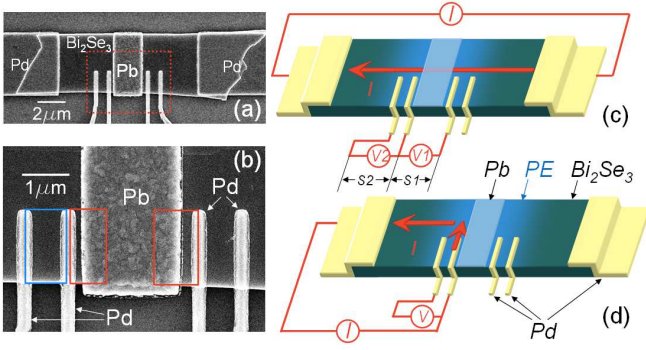 Bi₂Se₃
Pd
Pb
Pd
2μm
(a)
I
I
V2
V1
S2
S1
(c)
(b)
1μm
Pb
Pd
Pd
Pb
PE
Bi₂Se₃
I
I
V
Pd
(d)